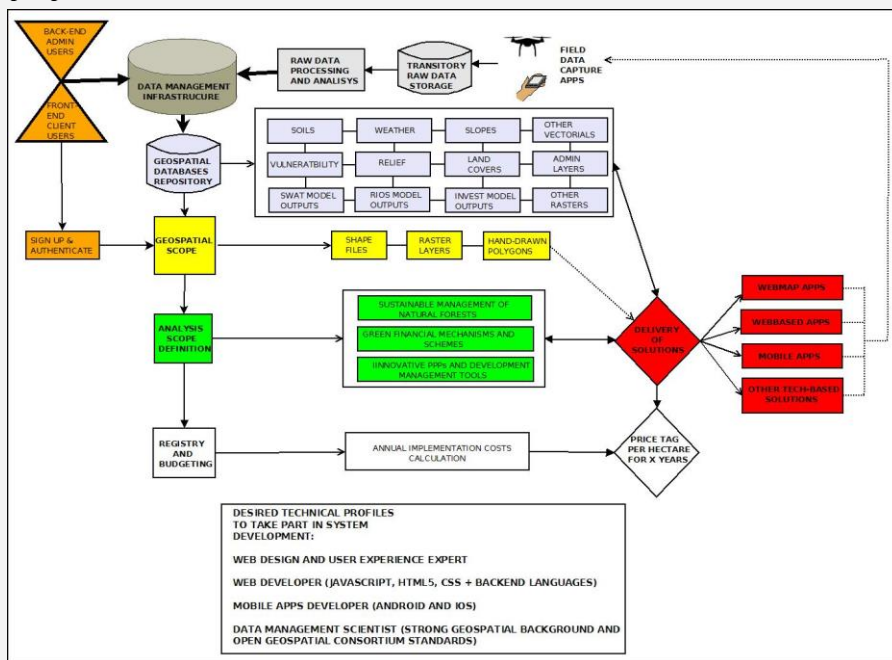 BACK-END
ADMIN
USERS
FRONT-
END
CLIENT
USERS
DATA MANAGEMENT
INFRASTRUCURE
RAW DATA
PROCESSING
AND ANALISYS
TRANSITORY
RAW DATA
STORAGE
FIELD
DATA
CAPTURE
APPS
GEOSPATIAL
DATABASES
REPOSITORY
SOILS
WEATHER
SLOPES
OTHER
VECTORIALS
VULNERATBILITY
RELIEF
LAND
COVERS
ADMIN
LAYERS
SWAT MODEL
OUTPUTS
RIOS MODEL
OUTPUTS
INVEST MODEL
OUTPUTS
OTHER
RASTERS
SIGN UP &
AUTHENTICATE
GEOSPATIAL
SCOPE
SHAPE
FILES
RASTER
LAYERS
HAND-DRAWN
POLYGONS
ANALYSIS
SCOPE
DEFINITION
SUSTAINABLE MANAGEMENT OF
NATURAL FORESTS
GREEN FINANCIAL MECHANISMS AND
SCHEMES
IINNOVATIVE PPPs AND DEVELOPMENT
MANAGEMENT TOOLS
DELIVERY
OF
SOLUTIONS
WEBMAP APPS
WEBBASED APPS
MOBILE APPS
OTHER TECH-BASED
SOLUTIONS
REGISTRY
AND
BUDGETING
ANNUAL IMPLEMENTATION COSTS
CALCULATION
PRICE TAG
PER HECTARE
FOR X YEARS
DESIRED TECHNICAL PROFILES
TO TAKE PART IN SYSTEM
DEVELOPMENT:
WEB DESIGN AND USER EXPERIENCE EXPERT
WEB DEVELOPER (JAVASCRIPT, HTML5, CSS + BACKEND LANGUAGES)
MOBILE APPS DEVELOPER (ANDROID AND IOS)
DATA MANAGEMENT SCIENTIST (STRONG GEOSPATIAL BACKGROUND AND
OPEN GEOSPATIAL CONSORTIUM STANDARDS)